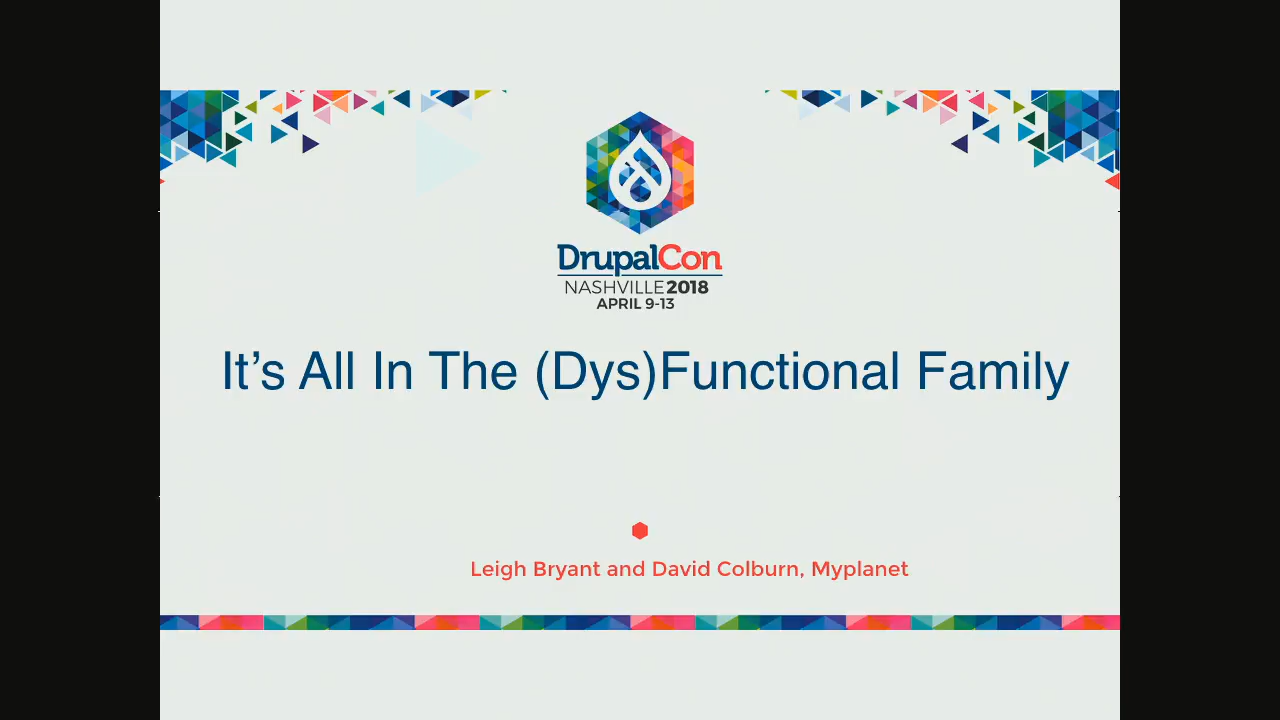 DrupalCon
NASHVILLE 2018
APRIL 9-13
It’s All In The (Dys)Functional Family
Leigh Bryant and David Colburn, Myplanet